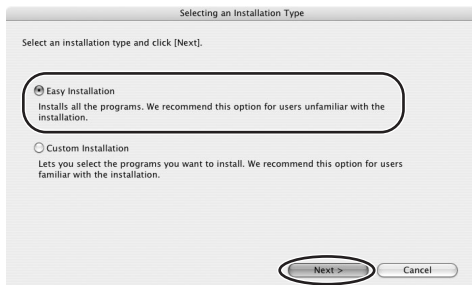 Selecting an Installation Type
Select an installation type and click [Next].
Easy Installation
Installs all the programs. We recommend this option for users unfamiliar with the
installation.
Custom Installation
Lets you select the programs you want to install. We recommend this option for users
familiar with the installation.
Next > Cancel